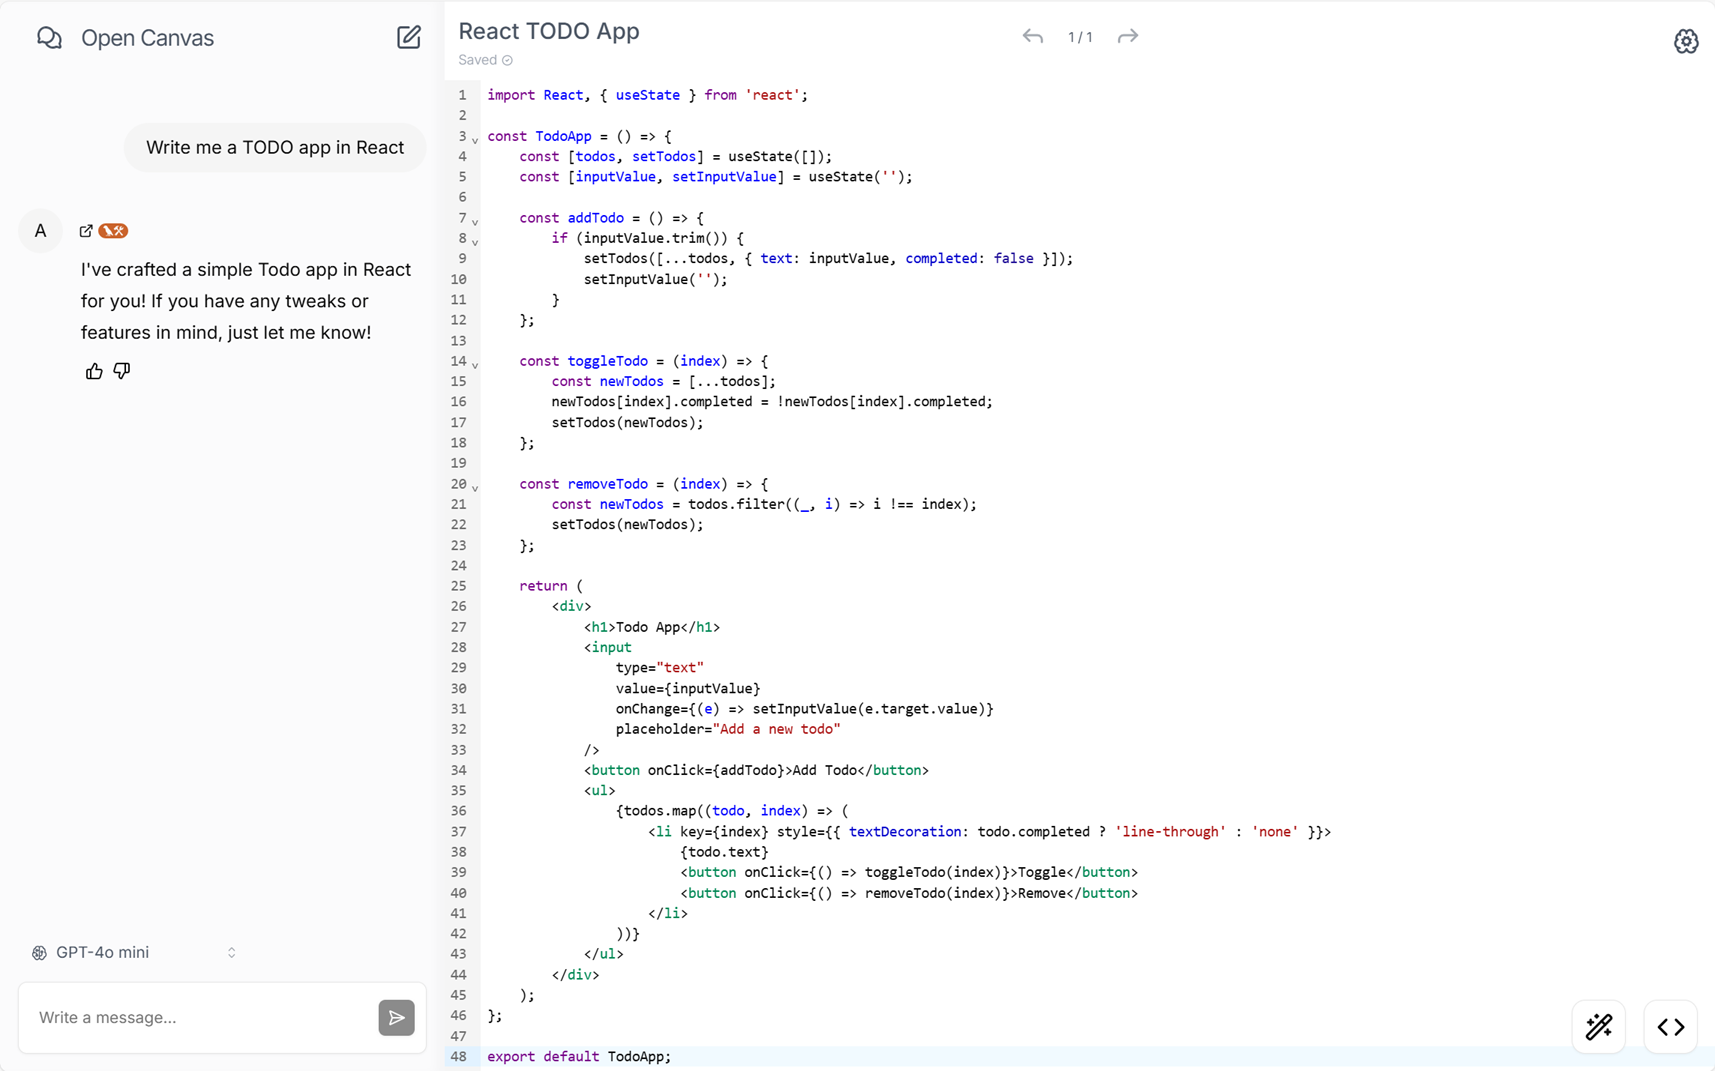 Open Canvas
Write me a TODO app in React
A
I've crafted a simple Todo app in React
for you! If you have any tweaks or
features in mind, just let me know!
GPT-4o mini
Write a message...
React TODO App
Saved
1 / 1
1 import React, { useState } from 'react';
2
3 const TodoApp = () => {
4     const [todos, setTodos] = useState([]);
5     const [inputValue, setInputValue] = useState('');
6
7     const addTodo = () => {
8         if (inputValue.trim()) {
9             setTodos([...todos, { text: inputValue, completed: false }]);
10             setInputValue('');
11         }
12     };
13
14     const toggleTodo = (index) => {
15         const newTodos = [...todos];
16         newTodos[index].completed = !newTodos[index].completed;
17         setTodos(newTodos);
18     };
19
20     const removeTodo = (index) => {
21         const newTodos = todos.filter((_, i) => i !== index);
22         setTodos(newTodos);
23     };
24
25     return (
26         <div>
27             <h1>Todo App</h1>
28             <input
29                 type="text"
30                 value={inputValue}
31                 onChange={(e) => setInputValue(e.target.value)}
32                 placeholder="Add a new todo"
33             />
34             <button onClick={addTodo}>Add Todo</button>
35             <ul>
36                 {todos.map((todo, index) => (
37                     <li key={index} style={{ textDecoration: todo.completed ? 'line-through' : 'none' }}>
38                         {todo.text}
39                         <button onClick={() => toggleTodo(index)}>Toggle</button>
40                         <button onClick={() => removeTodo(index)}>Remove</button>
41                     </li>
42                 ))}
43             </ul>
44         </div>
45     );
46 };
47
48 export default TodoApp;